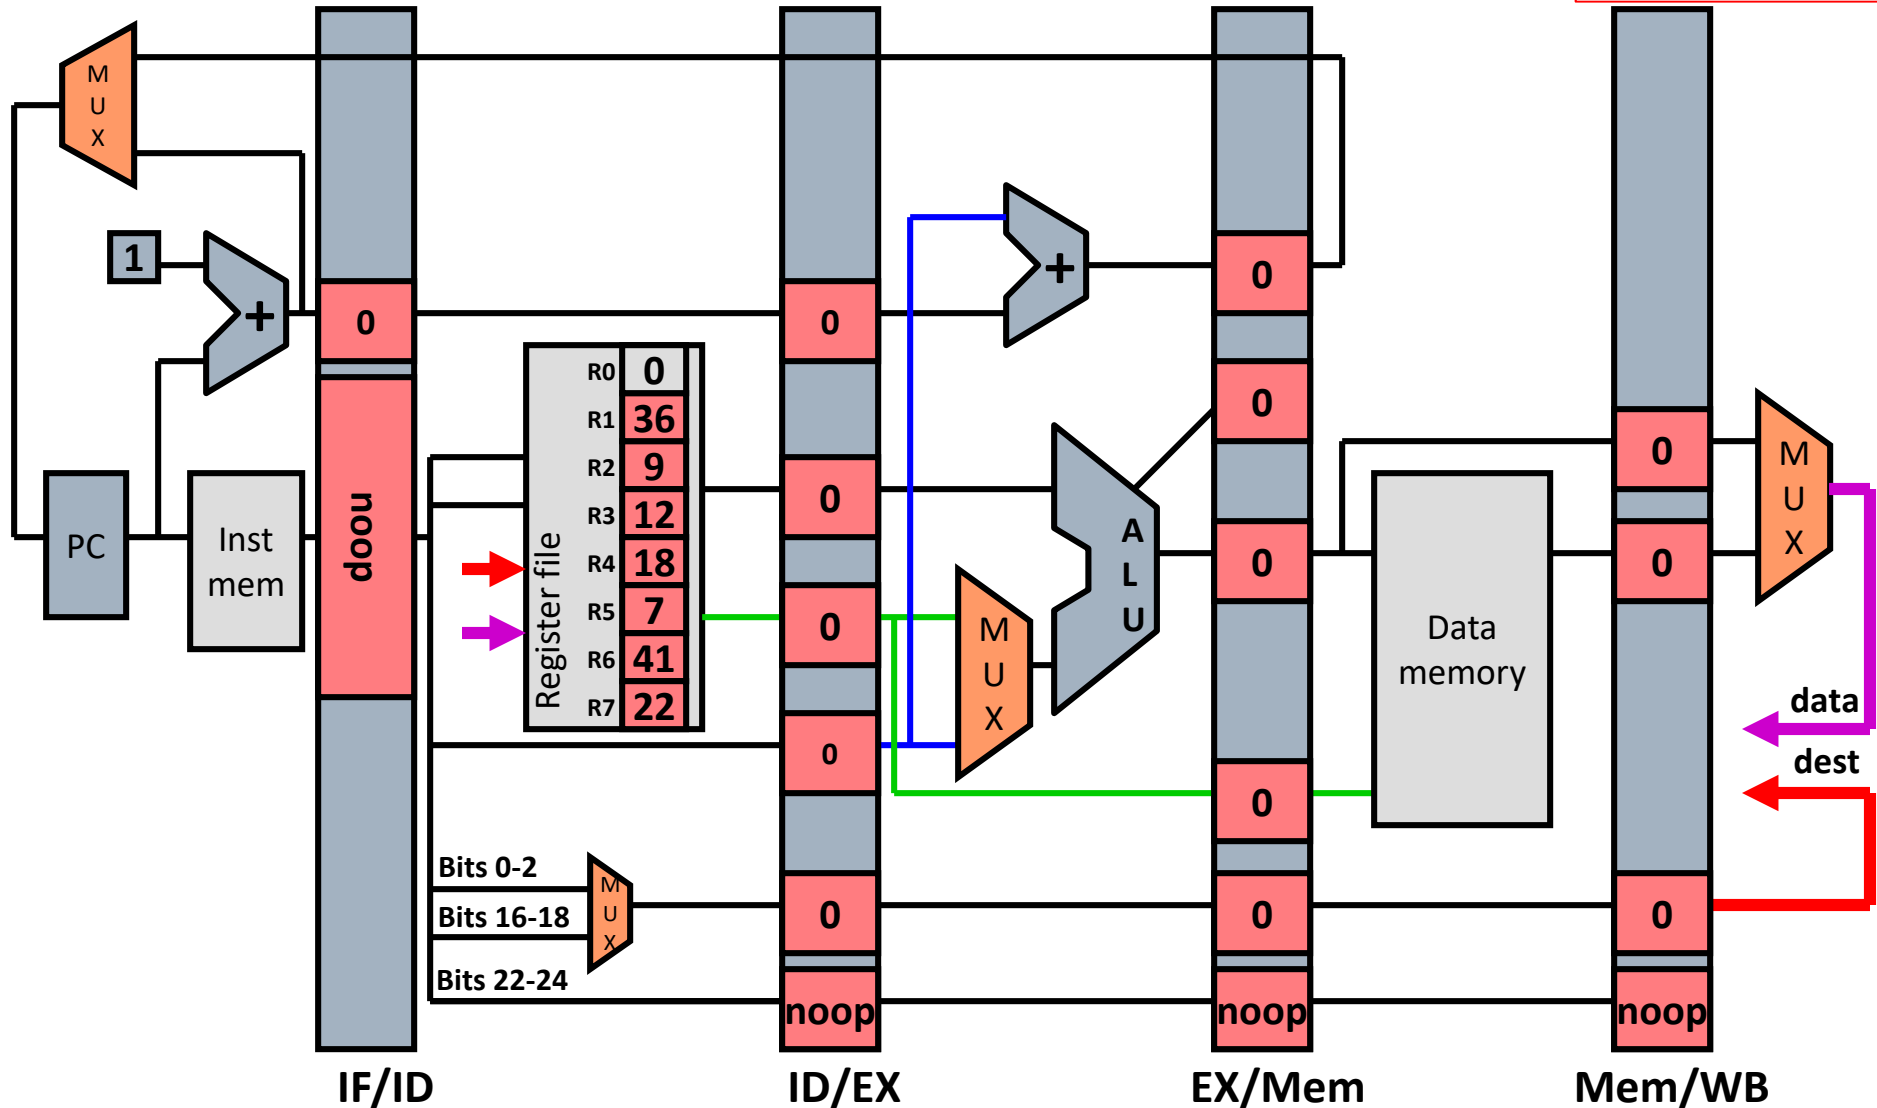 M
U
X
1
+
0
noop
PC
Inst
mem
Register file
R0 0
R1 36
R2 9
R3 12
R4 18
R5 7
R6 41
R7 22
Bits 0-2
Bits 16-18
Bits 22-24
M
U
X
0
0
0
0
0
noop
+
M
U
X
A
L
U
0
0
0
0
0
noop
Data
memory
0
0
0
noop
M
U
X
data
dest
IF/ID
ID/EX
EX/Mem
Mem/WB